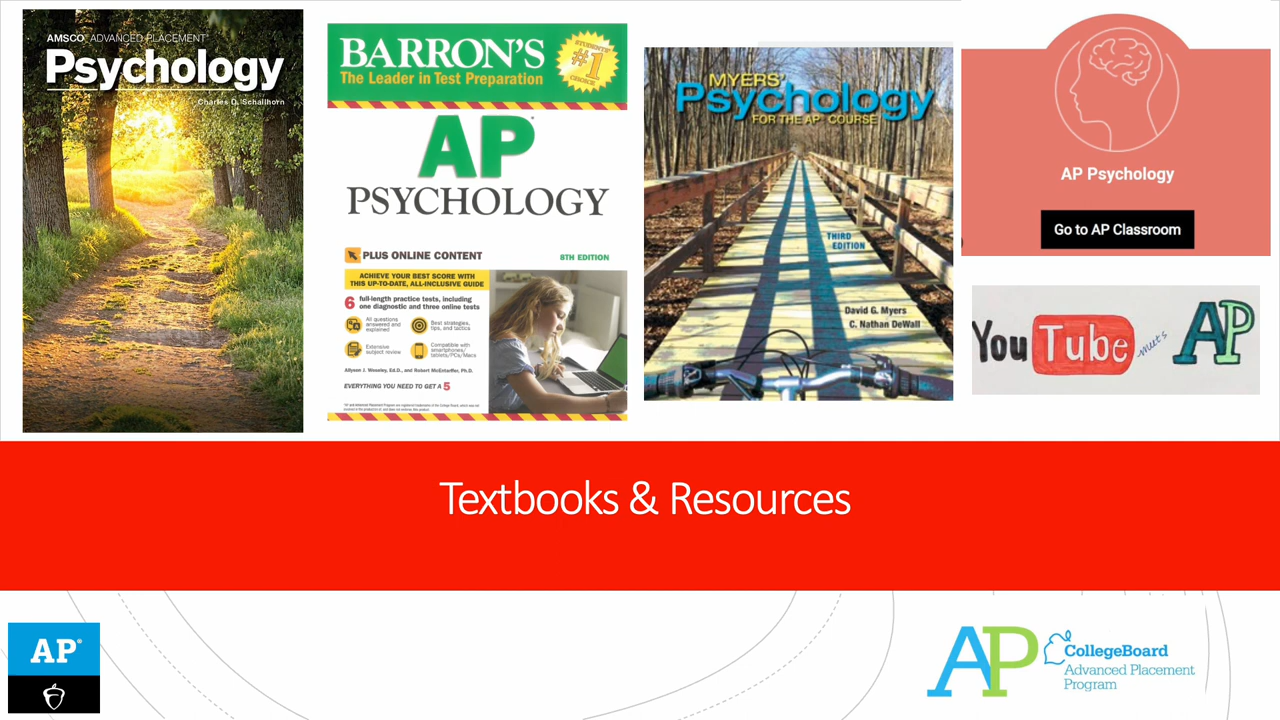 AMSCO® ADVANCED PLACEMENT®
Psychology
Charles D. Schallhorn
BARRON'S
The Leader in Test Preparation
STUDENTS'
#1
CHOICE
AP®
PSYCHOLOGY
PLUS ONLINE CONTENT
8TH EDITION
ACHIEVE YOUR BEST SCORE WITH
THIS UP-TO-DATE, ALL-INCLUSIVE GUIDE
6 full-length practice tests, including
one diagnostic and three online tests
All questions
answered and
explained
Best strategies,
tips, and tactics
Extensive
subject review
Compatible with
smartphones/
tablets/PCs/Macs
Allyson J. Weseley, Ed.D., and Robert McEntarffer, Ph.D.
EVERYTHING YOU NEED TO GET A 5
MYERS'
Psychology
FOR THE AP® COURSE
THIRD
EDITION
David G. Myers
C. Nathan DeWall
AP Psychology
Go to AP Classroom
YouTube meets AP
Textbooks & Resources
AP®
AP CollegeBoard
Advanced Placement
Program